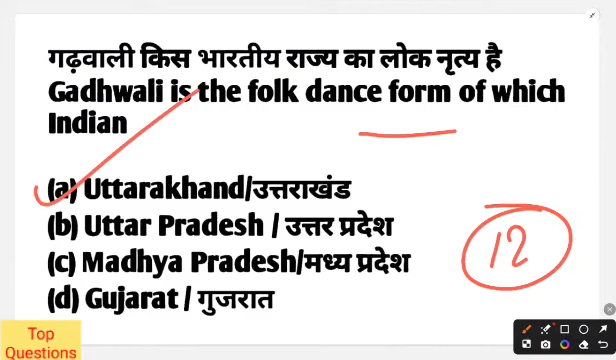 गढ़वाली किस भारतीय राज्य का लोक नृत्य है
Gadhwali is the folk dance form of which
Indian
(a) Uttarakhand/उत्तराखंड
(b) Uttar Pradesh / उत्तर प्रदेश
(c) Madhya Pradesh/मध्य प्रदेश
(d) Gujarat / गुजरात
12
Top
Questions